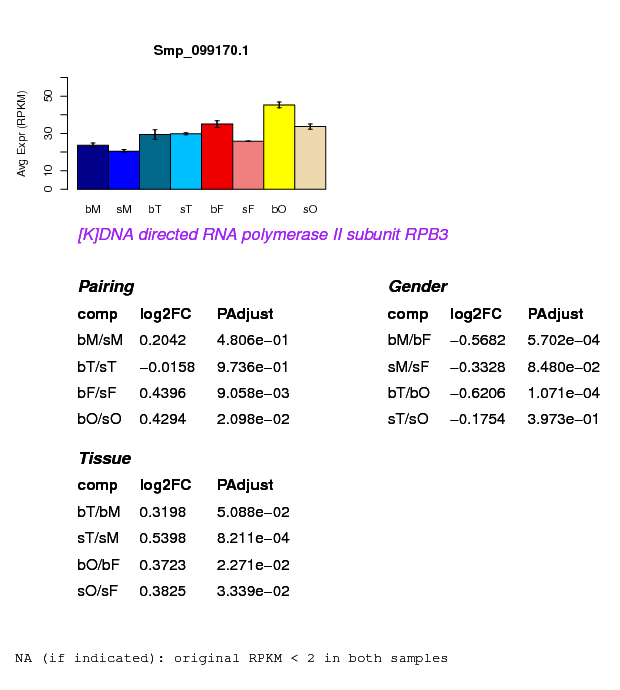 Smp_099170.1
Avg Expr (RPKM)
50
30
10
0
bM sM bT sT bF sF bO sO
[K]DNA directed RNA polymerase II subunit RPB3
Pairing
comp log2FC PAdjust
bM/sM 0.2042 4.806e−01
bT/sT −0.0158 9.736e−01
bF/sF 0.4396 9.058e−03
bO/sO 0.4294 2.098e−02
Gender
comp log2FC PAdjust
bM/bF −0.5682 5.702e−04
sM/sF −0.3328 8.480e−02
bT/bO −0.6206 1.071e−04
sT/sO −0.1754 3.973e−01
Tissue
comp log2FC PAdjust
bT/bM 0.3198 5.088e−02
sT/sM 0.5398 8.211e−04
bO/bF 0.3723 2.271e−02
sO/sF 0.3825 3.339e−02
NA (if indicated): original RPKM < 2 in both samples